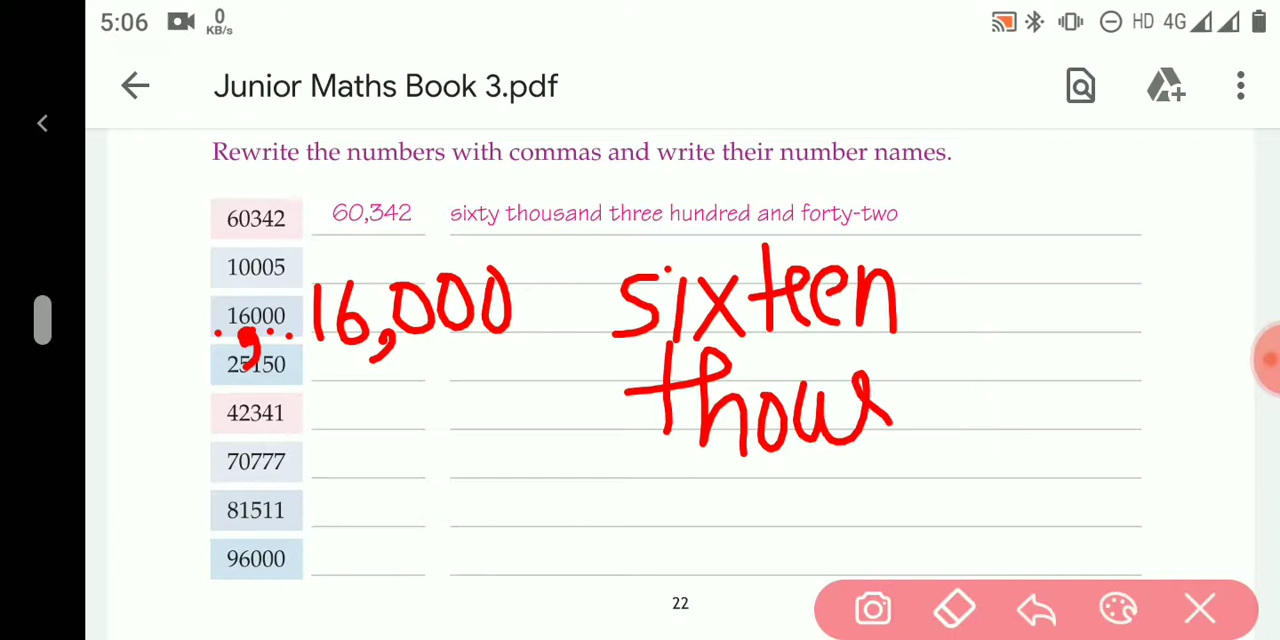 5:06 0 KB/s HD 4G
Junior Maths Book 3.pdf
Rewrite the numbers with commas and write their number names.
60342 60,342 sixty thousand three hundred and forty-two
10005
16000 16,000 sixteen
25150 thous
42341
70777
81511
96000
22